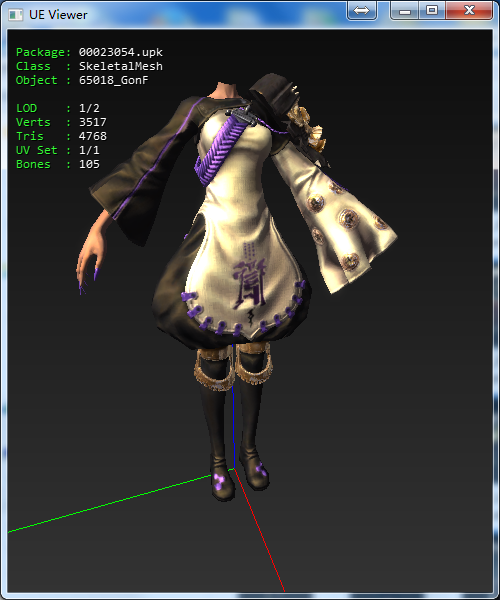 UE Viewer
Package: 00023054.upk
Class : SkeletalMesh
Object : 65018_GonF
LOD : 1/2
Verts : 3517
Tris : 4768
UV Set : 1/1
Bones : 105